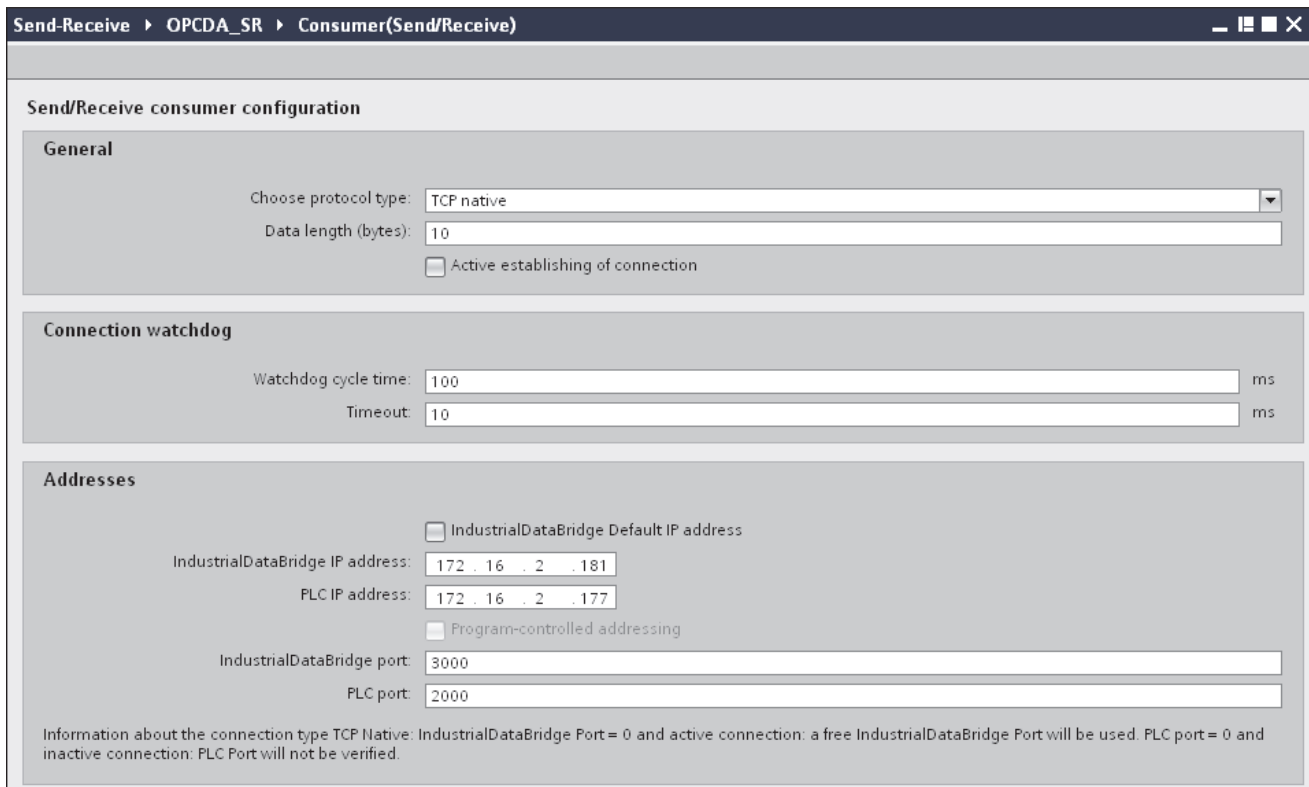 Send-Receive ▸ OPCDA_SR ▸ Consumer(Send/Receive)
Send/Receive consumer configuration
General
Choose protocol type: TCP native
Data length (bytes): 10
Active establishing of connection
Connection watchdog
Watchdog cycle time: 100 ms
Timeout: 10 ms
Addresses
IndustrialDataBridge Default IP address
IndustrialDataBridge IP address: 172 . 16 . 2 . 181
PLC IP address: 172 . 16 . 2 . 177
Program-controlled addressing
IndustrialDataBridge port: 3000
PLC port: 2000
Information about the connection type TCP Native: IndustrialDataBridge Port = 0 and active connection: a free IndustrialDataBridge Port will be used. PLC port = 0 and
inactive connection: PLC Port will not be verified.